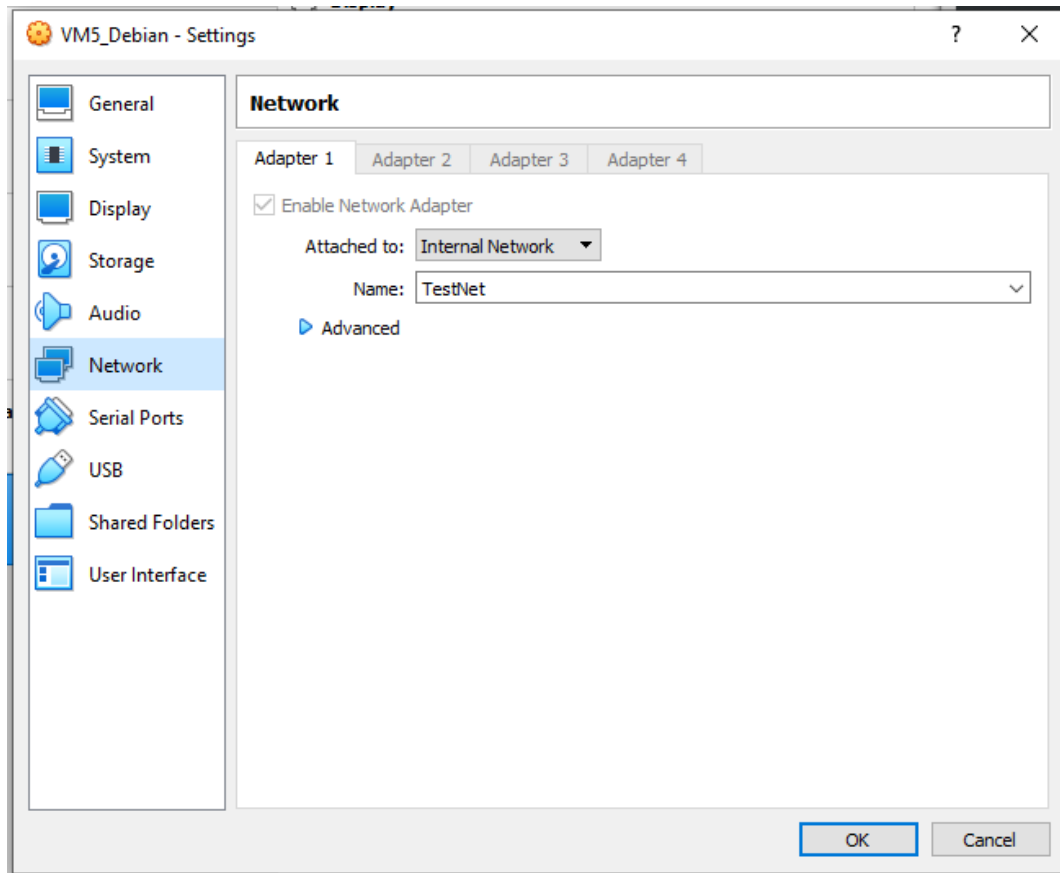 VM5_Debian - Settings
?
General
System
Display
Storage
Audio
Network
Serial Ports
USB
Shared Folders
User Interface
Network
Adapter 1 Adapter 2 Adapter 3 Adapter 4
Enable Network Adapter
Attached to: Internal Network
Name: TestNet
Advanced
OK Cancel